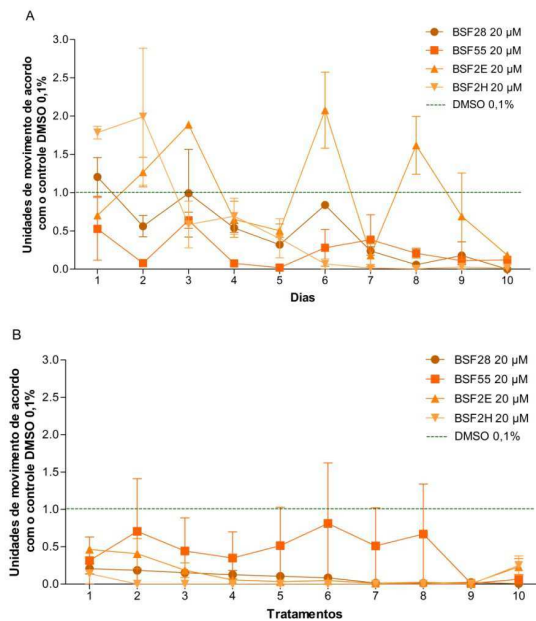 A
BSF28 20 µM
BSF55 20 µM
BSF2E 20 µM
BSF2H 20 µM
DMSO 0,1%
Unidades de movimento de acordo
com o controle DMSO 0,1%
3.0
2.5
2.0
1.5
1.0
0.5
0.0
1 2 3 4 5 6 7 8 9 10
Dias
B
BSF28 20 µM
BSF55 20 µM
BSF2E 20 µM
BSF2H 20 µM
DMSO 0,1%
Unidades de movimento de acordo
com o controle DMSO 0,1%
3.0
2.5
2.0
1.5
1.0
0.5
0.0
1 2 3 4 5 6 7 8 9 10
Tratamentos